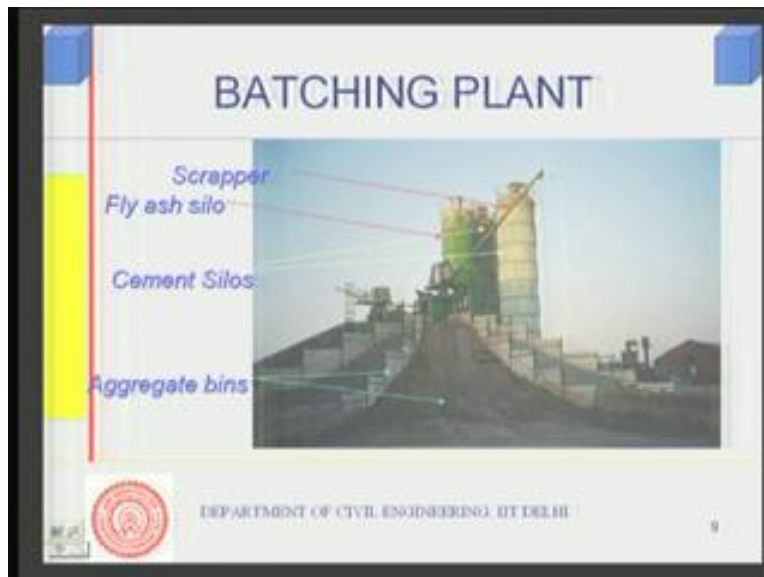 BATCHING PLANT
Scrapper
Fly ash silo
Cement Silos
Aggregate bins
DEPARTMENT OF CIVIL ENGINEERING, IIT DELHI
9